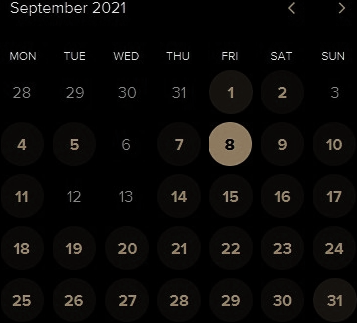 September 2021
MON TUE WED THU FRI SAT SUN
28 29 30 31 1 2 3
4 5 6 7 8 9 10
11 12 13 14 15 16 17
18 19 20 21 22 23 24
25 26 27 28 29 30 31